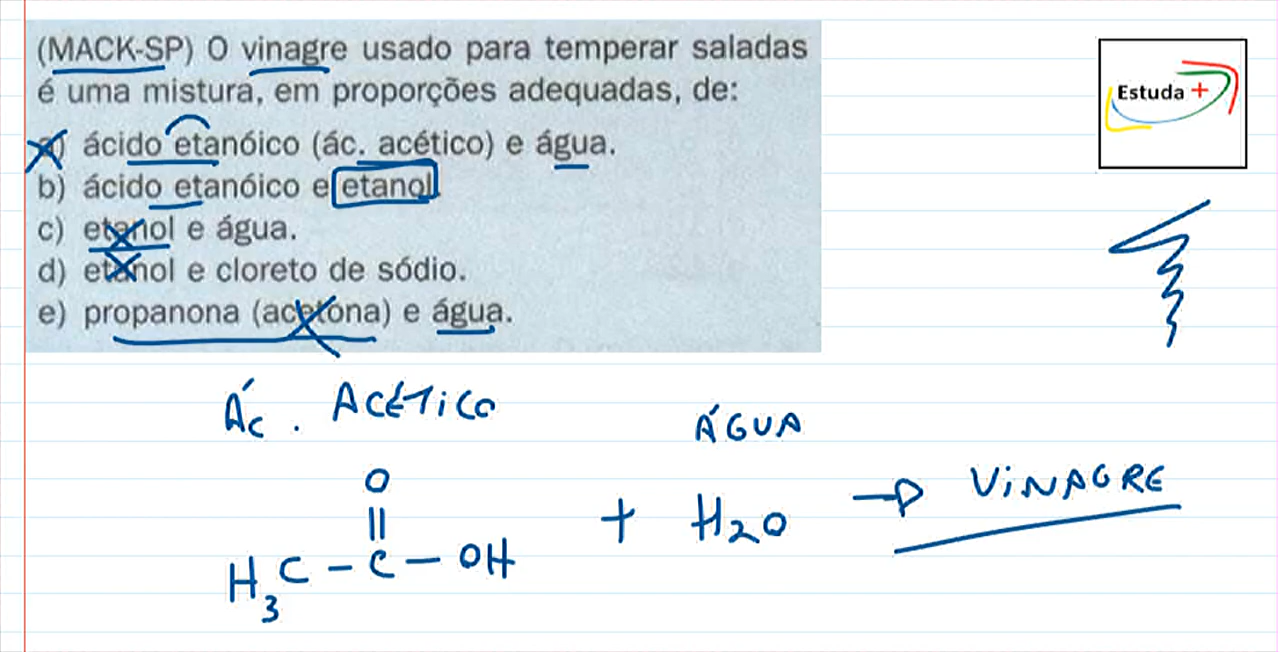 (MACK-SP) O vinagre usado para temperar saladas
é uma mistura, em proporções adequadas, de:
a) ácido etanóico (ác. acético) e água.
b) ácido etanóico e etanol
c) etanol e água.
d) etanol e cloreto de sódio.
e) propanona (acetona) e água.
Estuda +
Ác. ACÉTICO
ÁGUA
O
||
H3C - C - OH + H2O → VINAGRE